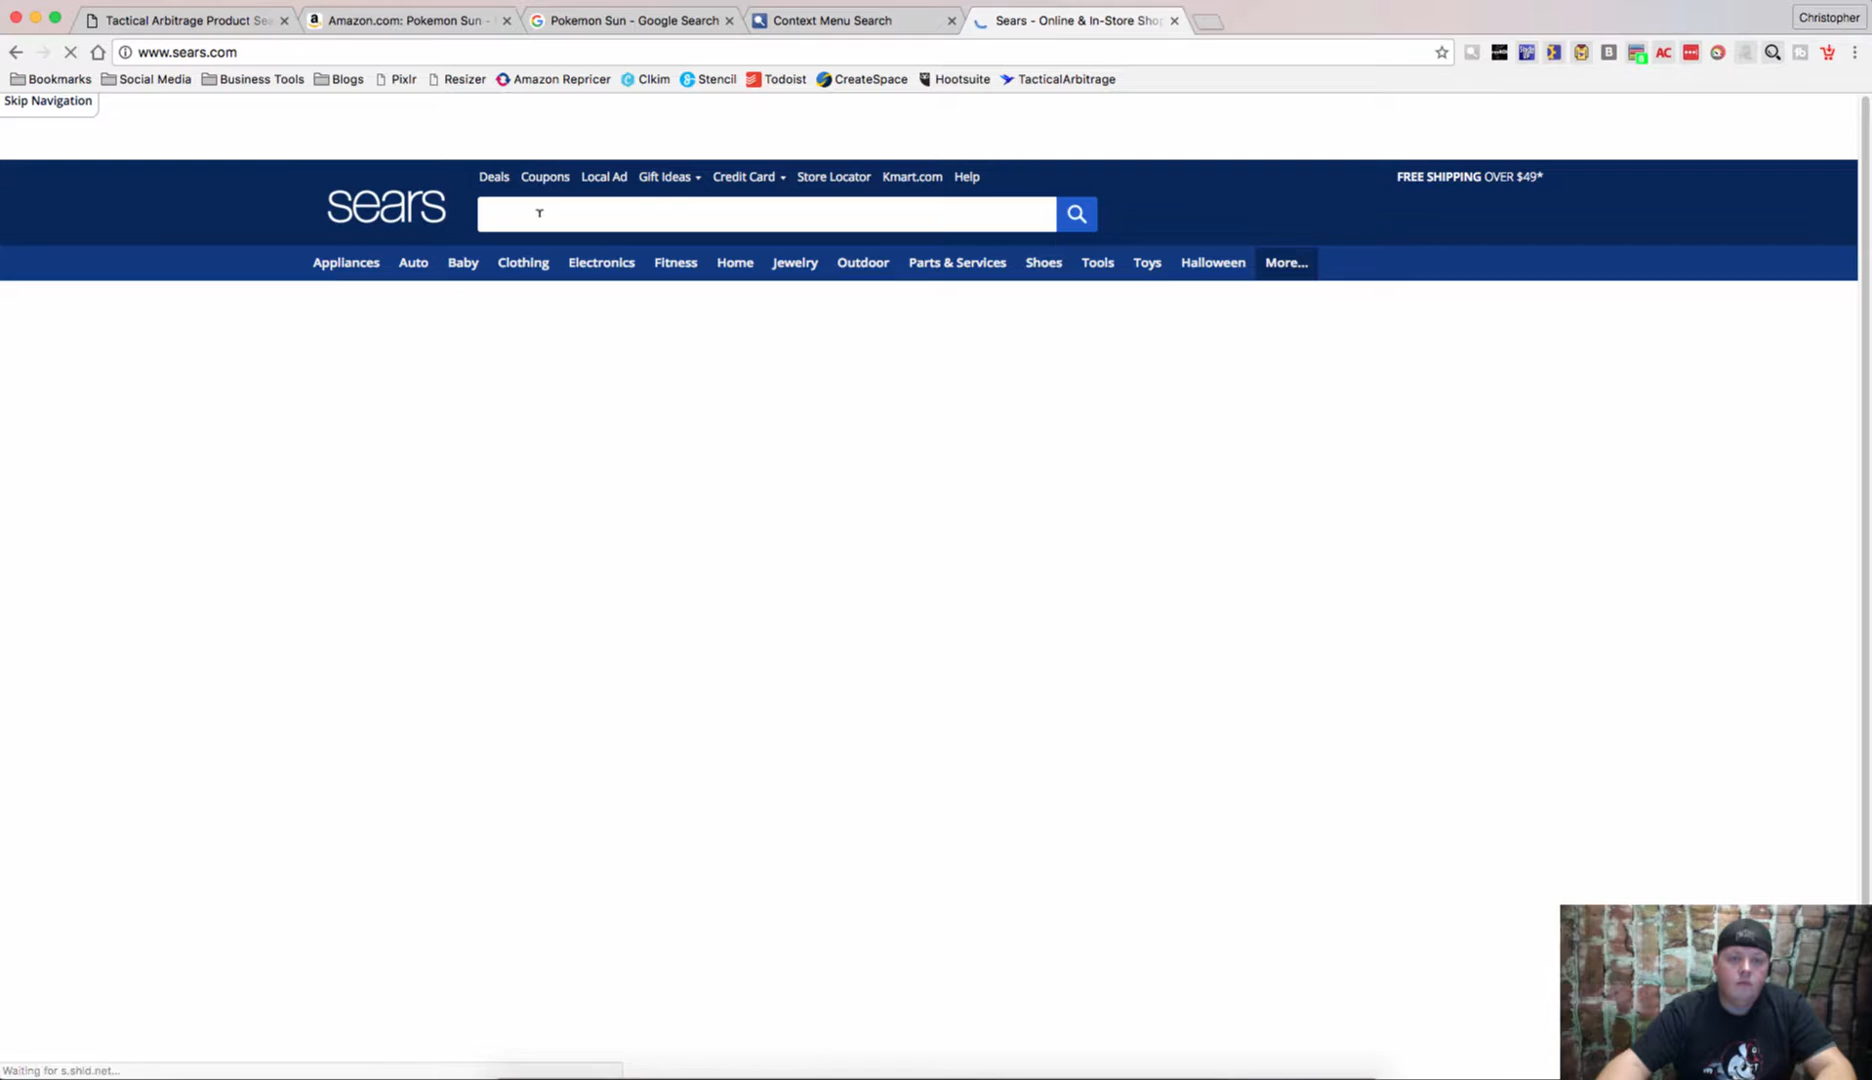 Tactical Arbitrage Product Sea
Amazon.com: Pokemon Sun -
Pokemon Sun - Google Search
Context Menu Search
Sears - Online & In-Store Sho
Christopher
www.sears.com
Bookmarks
Social Media
Business Tools
Blogs
Pixlr
Resizer
Amazon Repricer
Clkim
Stencil
Todoist
CreateSpace
Hootsuite
TacticalArbitrage
Skip Navigation
Deals
Coupons
Local Ad
Gift Ideas
Credit Card
Store Locator
Kmart.com
Help
FREE SHIPPING OVER $49*
sears
Appliances
Auto
Baby
Clothing
Electronics
Fitness
Home
Jewelry
Outdoor
Parts & Services
Shoes
Tools
Toys
Halloween
More...
Waiting for s.shld.net...